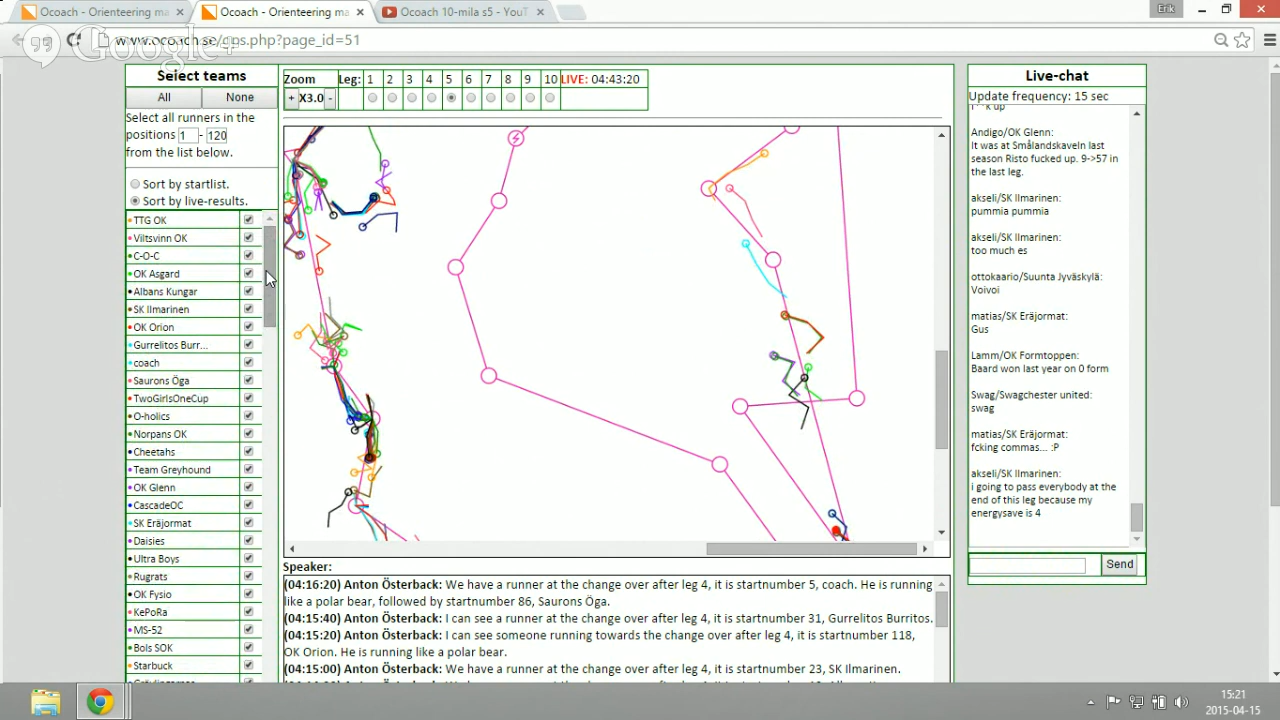 Ocoach - Orienteering ma
Ocoach - Orienteering ma
Ocoach 10-mila s5 - YouT
Erik
www.ocoach.se/gps.php?page_id=51
Google+
Select teams
All
None
Select all runners in the
positions 1 - 120
from the list below.
Sort by startlist.
Sort by live-results.
TTG OK
Viltsvinn OK
C-O-C
OK Asgard
Albans Kungar
SK Ilmarinen
OK Orion
Gurrelitos Burr...
coach
Saurons Öga
TwoGirlsOneCup
O-holics
Norpans OK
Cheetahs
Team Greyhound
OK Glenn
CascadeOC
SK Eräjormat
Daisies
Ultra Boys
Rugrats
OK Fysio
KePoRa
MS-52
Bols SOK
Starbuck
Zoom
Leg:
1
2
3
4
5
6
7
8
9
10
LIVE: 04:43:20
+ X3.0 -
Speaker:
(04:16:20) Anton Österback: We have a runner at the change over after leg 4, it is startnumber 5, coach. He is running
like a polar bear, followed by startnumber 86, Saurons Öga.
(04:15:40) Anton Österback: I can see a runner at the change over after leg 4, it is startnumber 31, Gurrelitos Burritos.
(04:15:20) Anton Österback: I can see someone running towards the change over after leg 4, it is startnumber 118,
OK Orion. He is running like a polar bear.
(04:15:00) Anton Österback: We have a runner at the change over after leg 4, it is startnumber 23, SK Ilmarinen.
Live-chat
Update frequency: 15 sec
Andigo/OK Glenn:
It was at Smålandskaveln last
season Risto fucked up. 9->57 in
the last leg.
akseli/SK Ilmarinen:
pummia pummia
akseli/SK Ilmarinen:
too much es
ottokaario/Suunta Jyväskylä:
Voivoi
matias/SK Eräjormat:
Gus
Lamm/OK Formtoppen:
Baard won last year on 0 form
Swag/Swagchester united:
swag
matias/SK Eräjormat:
fcking commas... :P
akseli/SK Ilmarinen:
i going to pass everybody at the
end of this leg because my
energysave is 4
Send
15:21
2015-04-15